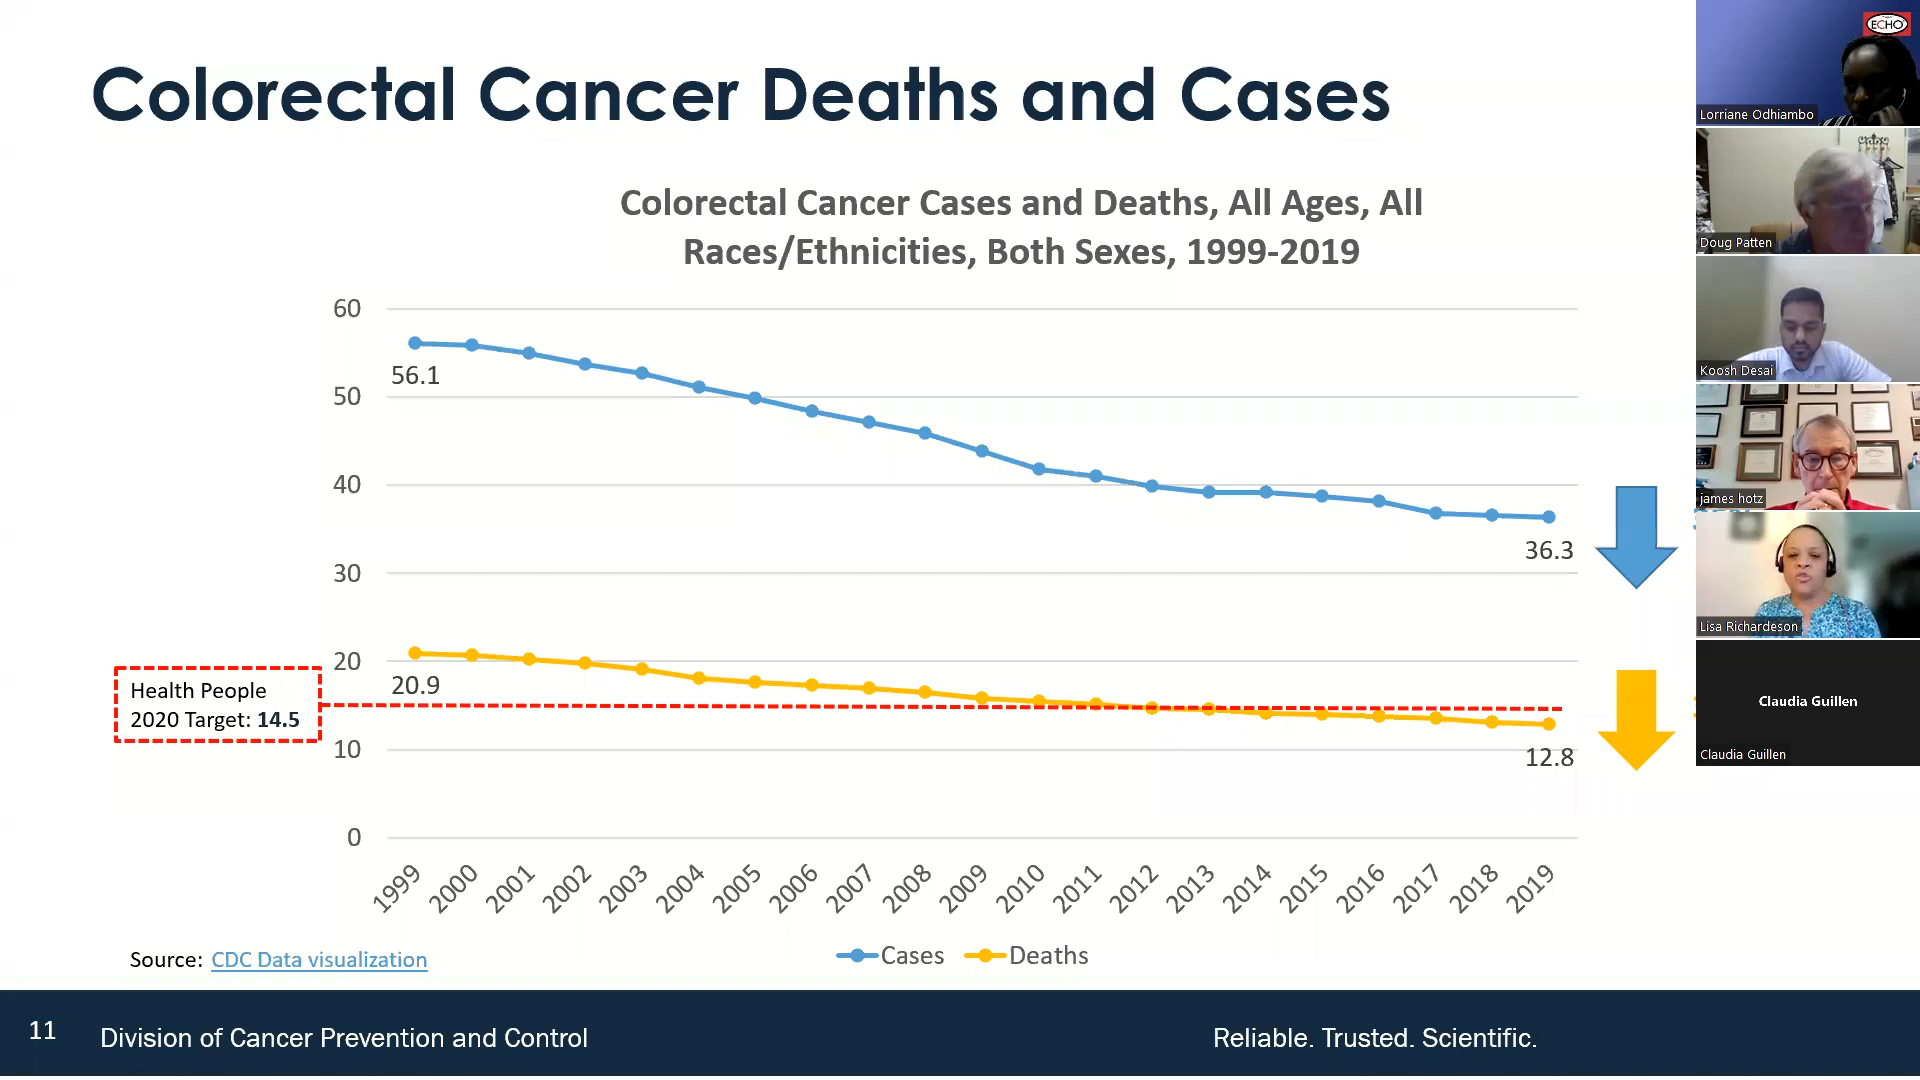 Colorectal Cancer Deaths and Cases
Colorectal Cancer Cases and Deaths, All Ages, All
Races/Ethnicities, Both Sexes, 1999-2019
60
50
40
30
20
10
0
56.1
36.3
20.9
12.8
Health People
2020 Target: 14.5
1999 2000 2001 2002 2003 2004 2005 2006 2007 2008 2009 2010 2011 2012 2013 2014 2015 2016 2017 2018 2019
Cases Deaths
Source: CDC Data visualization
11 Division of Cancer Prevention and Control
Reliable. Trusted. Scientific.
ECHO
Lorriane Odhiambo
Doug Patten
Koosh Desai
james hotz
Lisa Richardeson
Claudia Guillen
Claudia Guillen